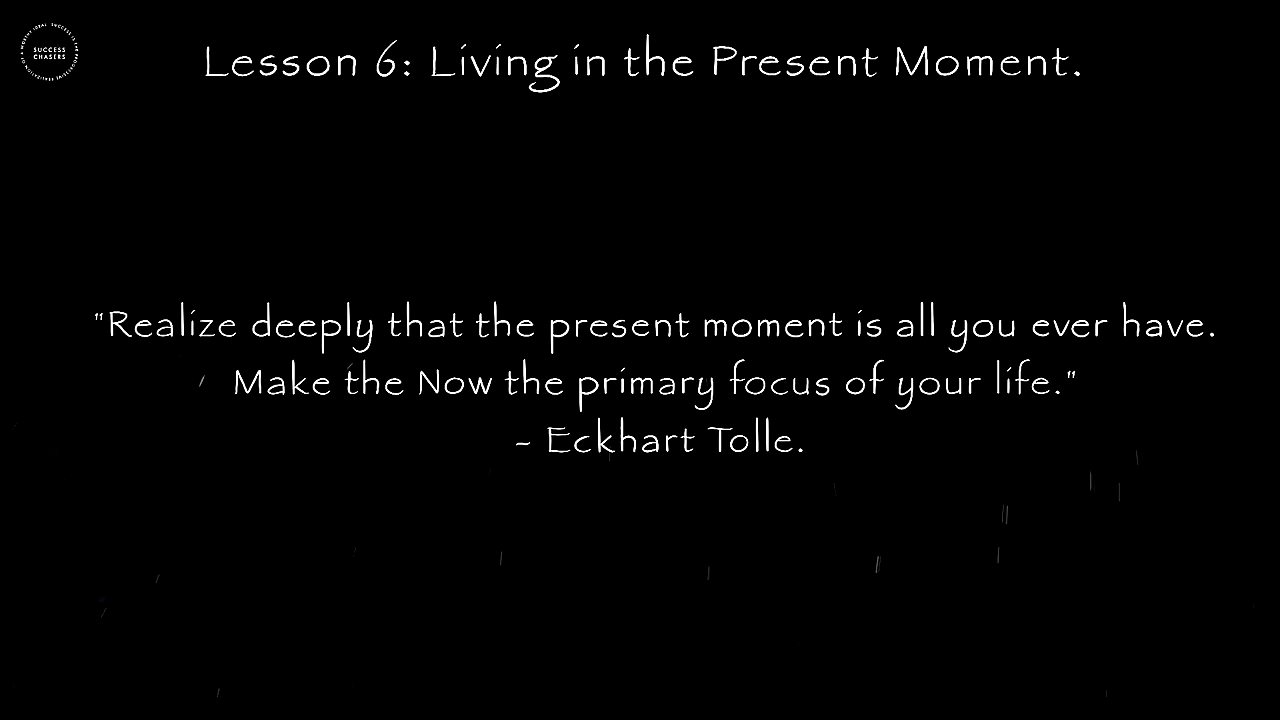 SUCCESS
CHASERS
Lesson 6: Living in the Present Moment.
"Realize deeply that the present moment is all you ever have.
Make the Now the primary focus of your life."
- Eckhart Tolle.